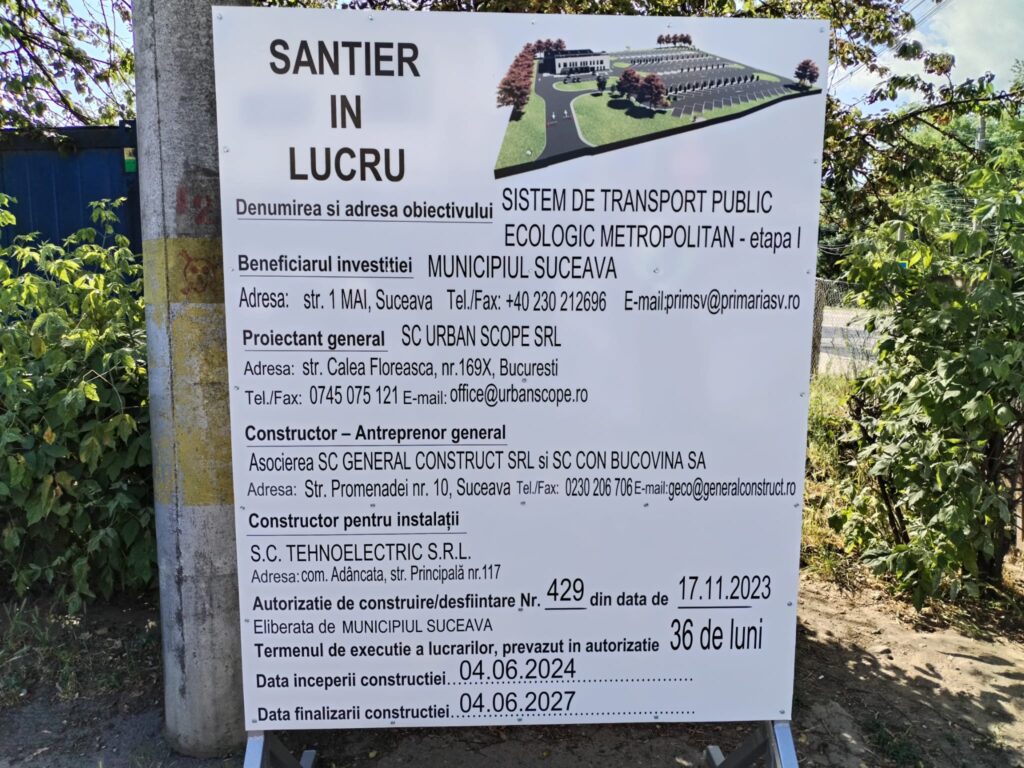 SANTIER
IN
LUCRU
Denumirea si adresa obiectivului SISTEM DE TRANSPORT PUBLIC
ECOLOGIC METROPOLITAN - etapa I
Beneficiarul investitiei MUNICIPIUL SUCEAVA
Adresa: str. 1 MAI, Suceava Tel./Fax: +40 230 212696 E-mail:primsv@primariasv.ro
Proiectant general SC URBAN SCOPE SRL
Adresa: str. Calea Floreasca, nr.169X, Bucuresti
Tel./Fax: 0745 075 121 E-mail: office@urbanscope.ro
Constructor – Antreprenor general
Asocierea SC GENERAL CONSTRUCT SRL si SC CON BUCOVINA SA
Adresa: Str. Promenadei nr. 10, Suceava Tel./Fax: 0230 206 706 E-mail:geco@generalconstruct.ro
Constructor pentru instalații
S.C. TEHNOELECTRIC S.R.L.
Adresa: com. Adâncata, str. Principală nr.117
Autorizatie de construire/desfiintare Nr. 429 din data de 17.11.2023
Eliberata de MUNICIPIUL SUCEAVA
Termenul de executie a lucrarilor, prevazut in autorizatie 36 de luni
Data inceperii constructiei 04.06.2024
Data finalizarii constructiei 04.06.2027